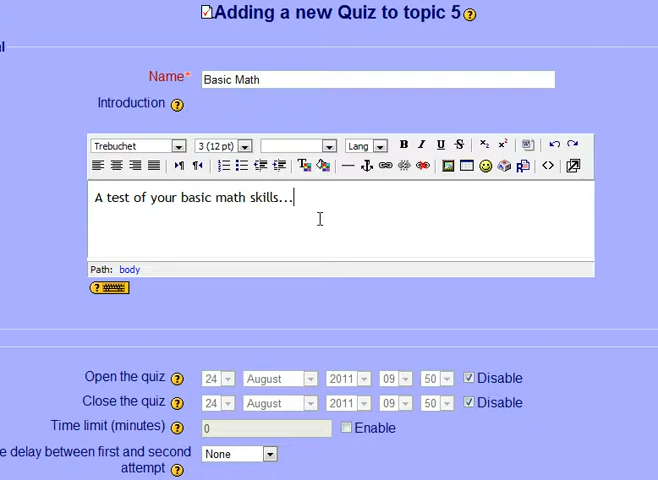 Adding a new Quiz to topic 5
al
Name* Basic Math
Introduction
Trebuchet 3 (12 pt) Lang B I U S
A test of your basic math skills...
Path: body
Open the quiz 24 August 2011 09 50 Disable
Close the quiz 24 August 2011 09 50 Disable
Time limit (minutes) 0 Enable
e delay between first and second
attempt None